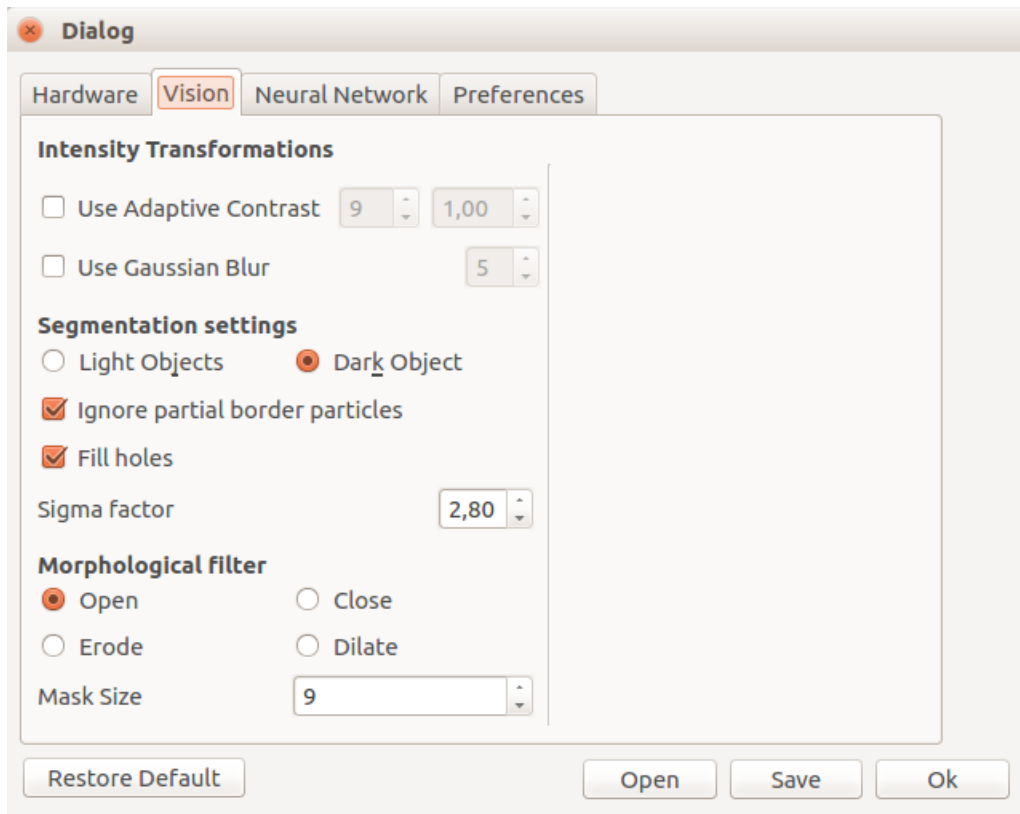 Dialog
Hardware Vision Neural Network Preferences
Intensity Transformations
Use Adaptive Contrast 9 1,00
Use Gaussian Blur 5
Segmentation settings
Light Objects Dark Object
Ignore partial border particles
Fill holes
Sigma factor 2,80
Morphological filter
Open Close
Erode Dilate
Mask Size 9
Restore Default Open Save Ok